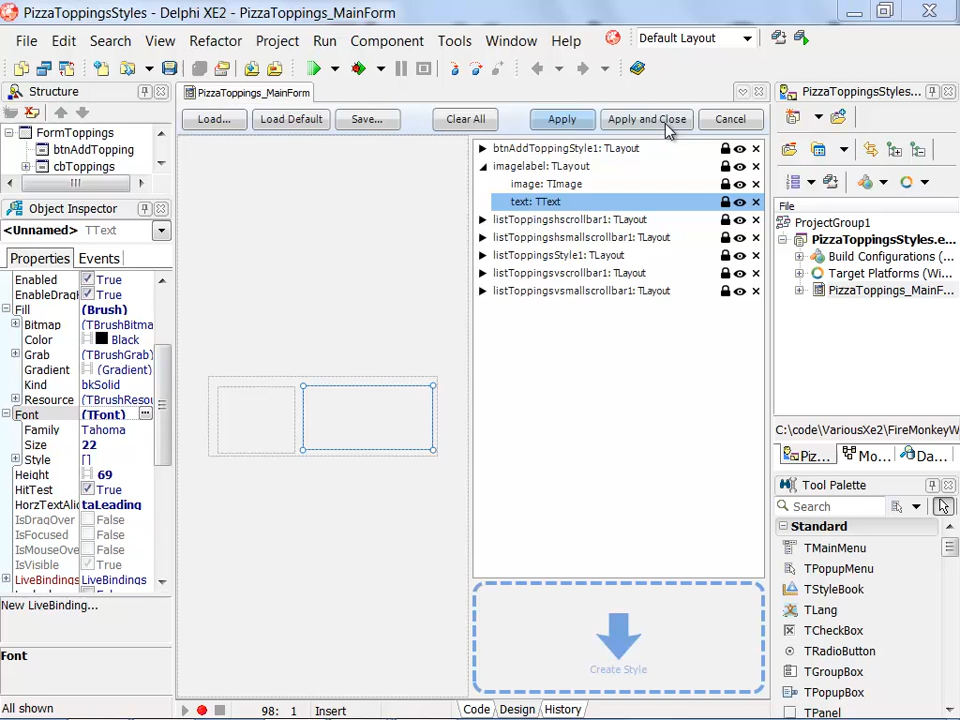 PizzaToppingsStyles - Delphi XE2 - PizzaToppings_MainForm
File Edit Search View Refactor Project Run Component Tools Window Help Default Layout
Structure
FormToppings
btnAddTopping
cbToppings
Object Inspector
<Unnamed> TText
Properties Events
Enabled True
EnableDrag True
Fill (Brush)
Bitmap (TBrushBitma
Color Black
Grab (TBrushGrab)
Gradient (Gradient)
Kind bkSolid
Resource (TBrushResou
Font (TFont)
Family Tahoma
Size 22
Style []
Height 69
HitTest True
HorzTextAlic taLeading
IsDragOver False
IsFocused False
IsMouseOve False
IsVisible True
LiveBindings LiveBindings
New LiveBinding...
Font
All shown
PizzaToppings_MainForm
Load... Load Default Save... Clear All Apply Apply and Close Cancel
btnAddToppingStyle1: TLayout
imagelabel: TLayout
image: TImage
text: TText
listToppingshscrollbar1: TLayout
listToppingshsmallscrollbar1: TLayout
listToppingsStyle1: TLayout
listToppingsvscrollbar1: TLayout
listToppingsvsmallscrollbar1: TLayout
Create Style
98: 1 Insert Code Design History
PizzaToppingsStyles...
File
ProjectGroup1
PizzaToppingsStyles.e...
Build Configurations (...
Target Platforms (Wi...
PizzaToppings_MainF...
C:\code\VariousXe2\FireMonkeyW
Piz... Mo... Da...
Tool Palette
Search
Standard
TMainMenu
TPopupMenu
TStyleBook
TLang
TCheckBox
TRadioButton
TGroupBox
TPopupBox
TPanel